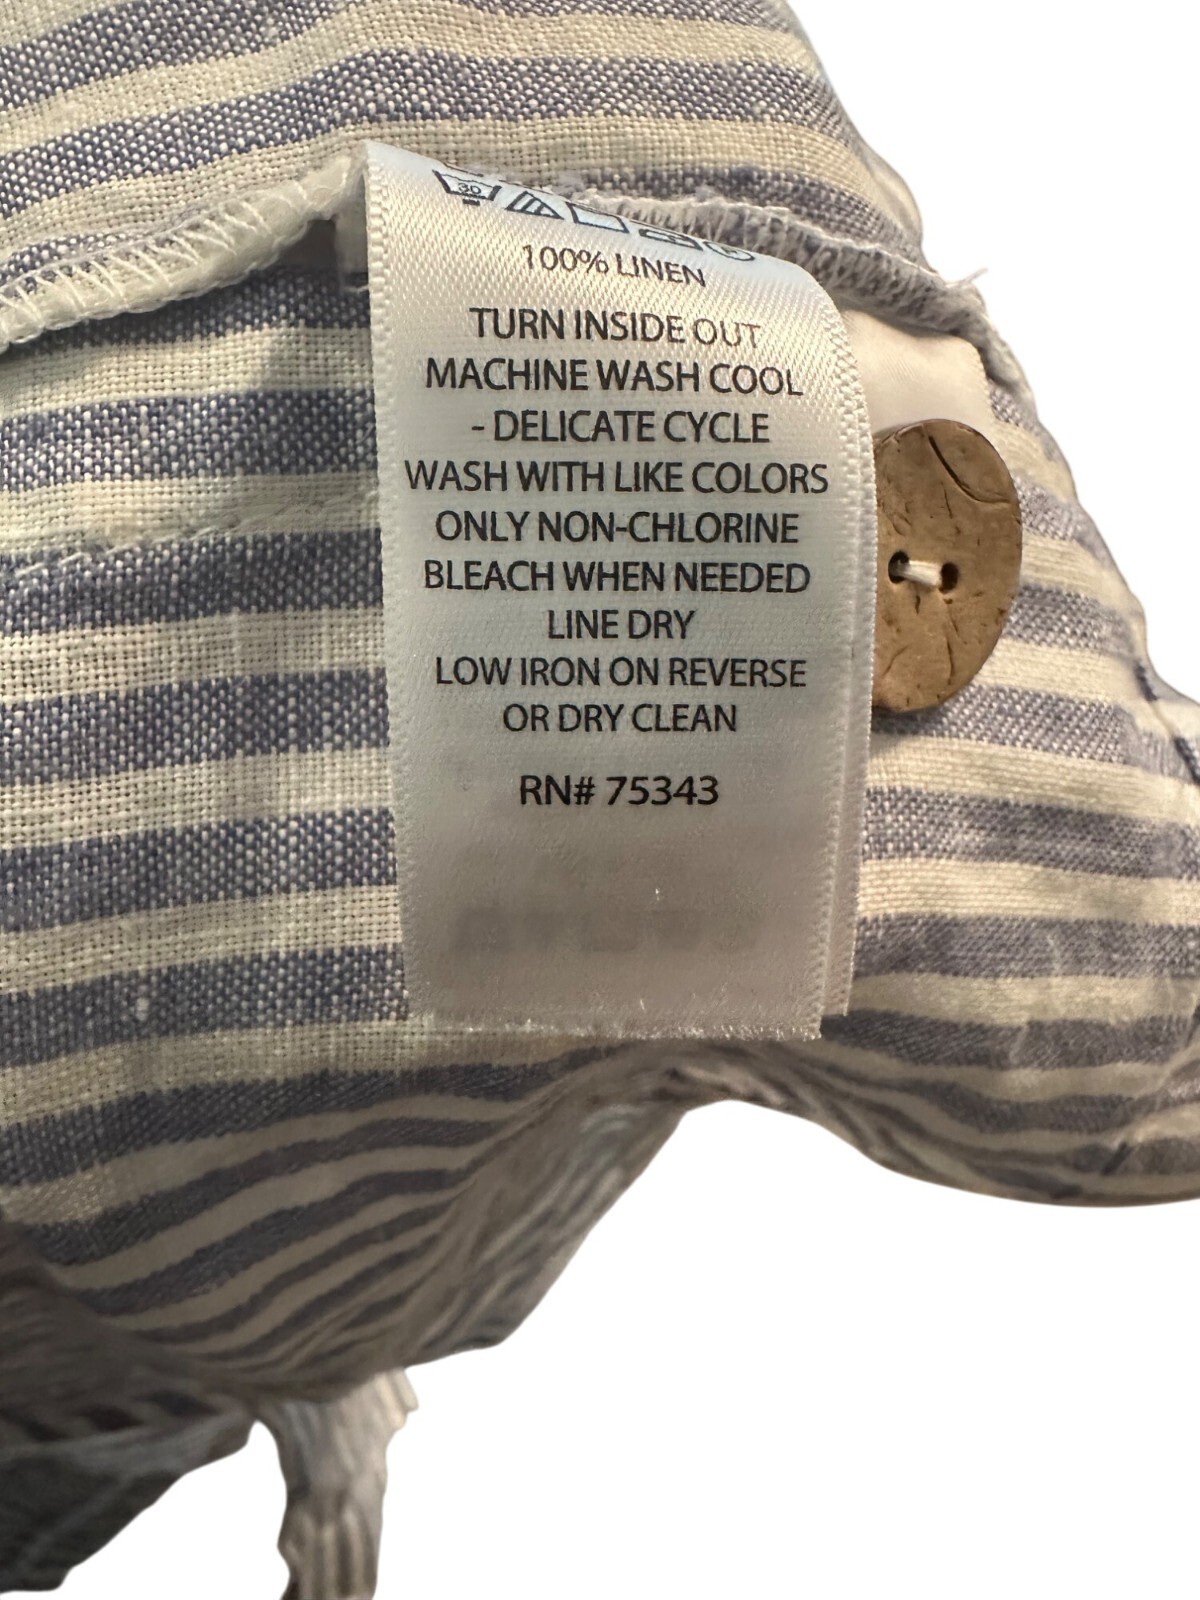 30
100% LINEN
TURN INSIDE OUT
MACHINE WASH COOL
- DELICATE CYCLE
WASH WITH LIKE COLORS
ONLY NON-CHLORINE
BLEACH WHEN NEEDED
LINE DRY
LOW IRON ON REVERSE
OR DRY CLEAN
RN# 75343